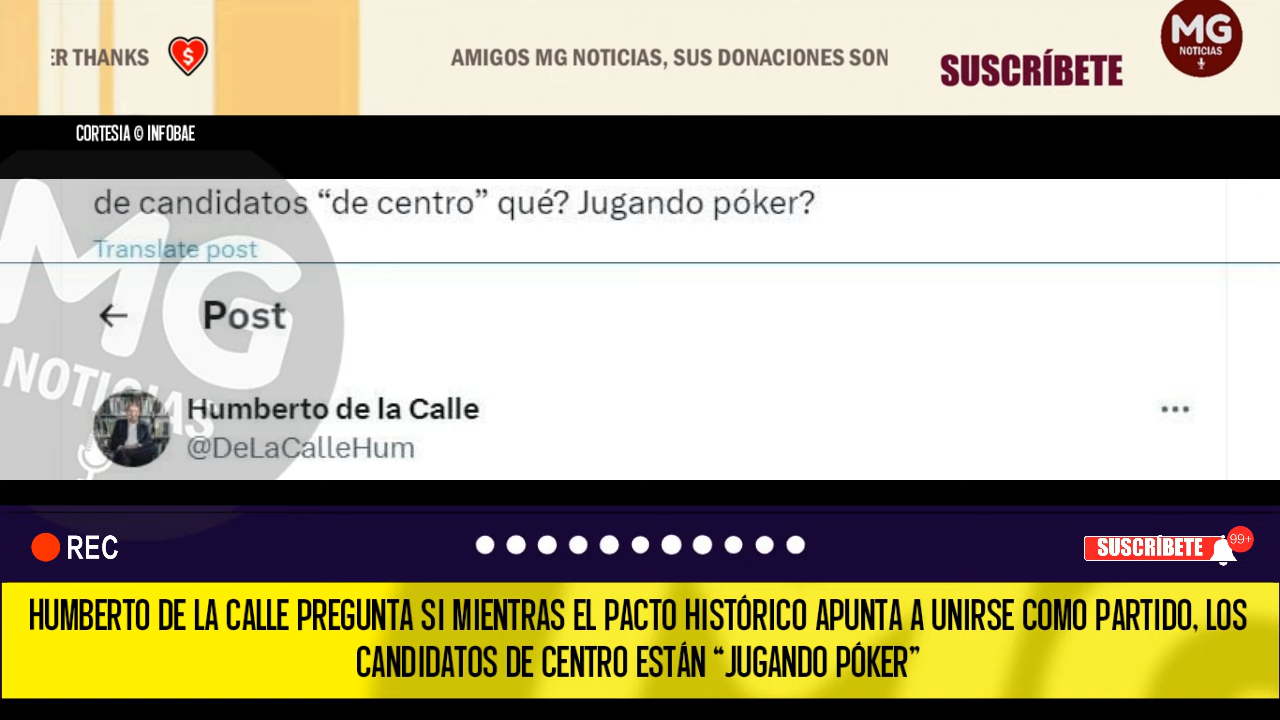 ER THANKS
AMIGOS MG NOTICIAS, SUS DONACIONES SON
SUSCRÍBETE
MG
NOTICIAS
CORTESIA © INFOBAE
de candidatos “de centro” qué? Jugando póker?
Translate post
Post
MG
NOTICIAS
Humberto de la Calle
@DeLaCalleHum
REC
SUSCRÍBETE
99+
HUMBERTO DE LA CALLE PREGUNTA SI MIENTRAS EL PACTO HISTÓRICO APUNTA A UNIRSE COMO PARTIDO, LOS
CANDIDATOS DE CENTRO ESTÁN “JUGANDO PÓKER”